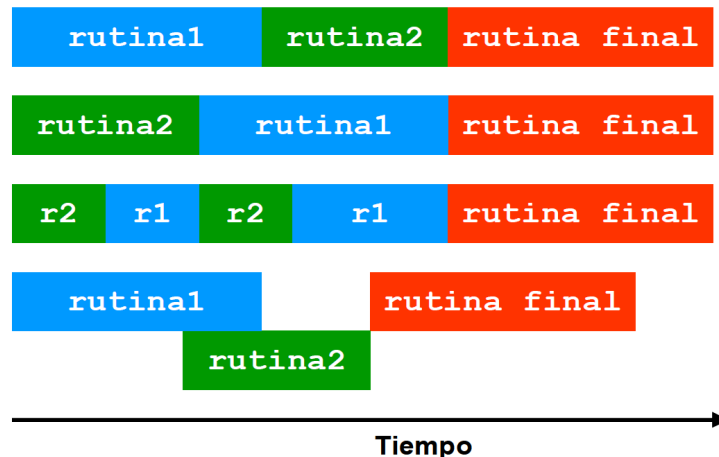 rutina1 rutina2 rutina final
rutina2 rutina1 rutina final
r2 r1 r2 r1 rutina final
rutina1 rutina final
rutina2
Tiempo